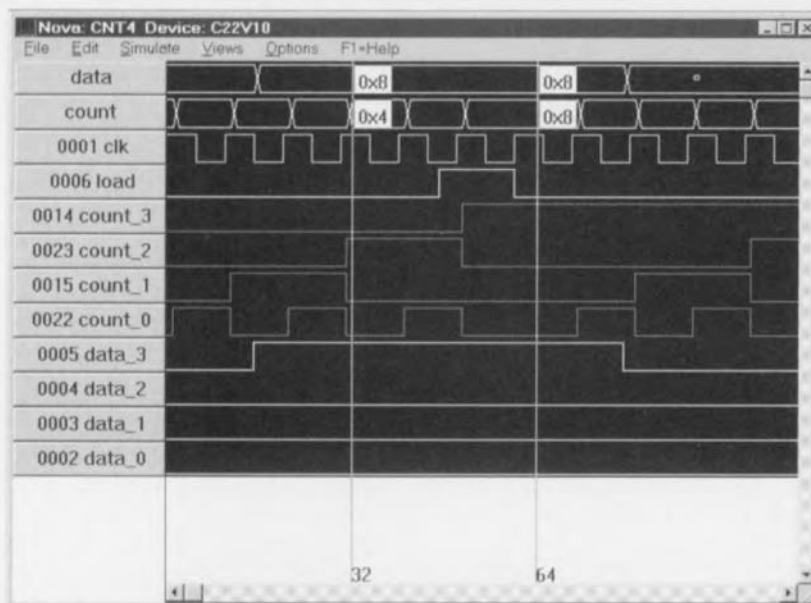 Nova: CNT4 Device: C22V10
File Edit Simulate Views Options F1=Help
data 0x8 0x8
count 0x4 0x8
0001 clk
0006 load
0014 count_3
0023 count_2
0015 count_1
0022 count_0
0005 data_3
0004 data_2
0003 data_1
0002 data_0
32 64